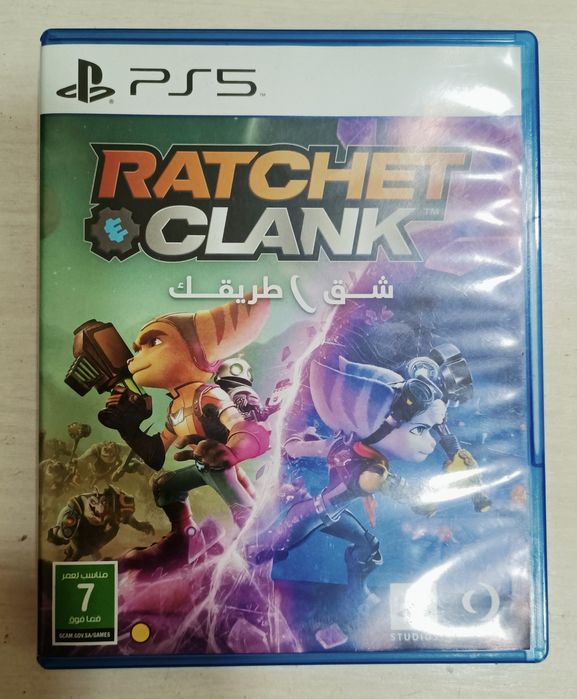 PS5
RATCHET
& CLANK
شق طريقك
مناسب لعمر
7
فما فوق
GCAM.GOV.SA/GAMES
STUDIOS